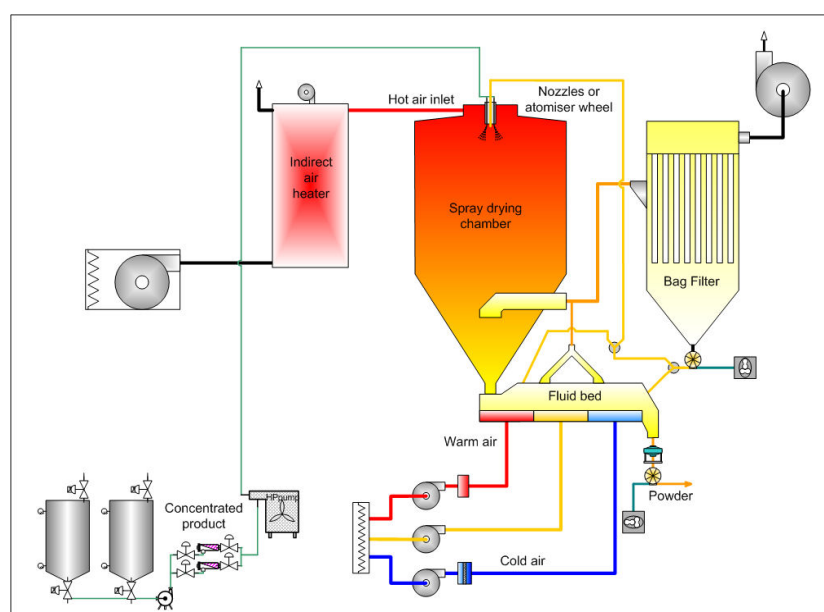 Hot air inlet
Nozzles or
atomiser wheel
Indirect
air
heater
Spray drying
chamber
Bag Filter
Fluid bed
Warm air
HPpump
Concentrated
product
Powder
Cold air